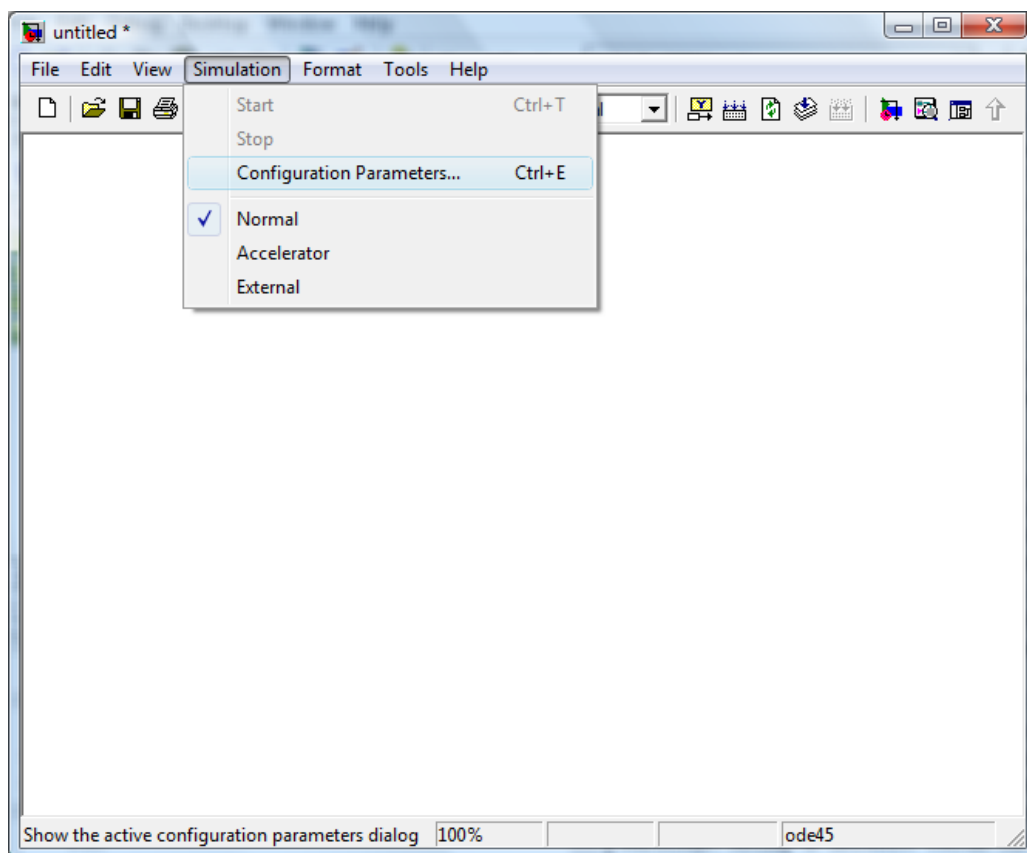 untitled *
File Edit View Simulation Format Tools Help
Start Ctrl+T
Stop
Configuration Parameters... Ctrl+E
Normal
Accelerator
External
Show the active configuration parameters dialog 100% ode45